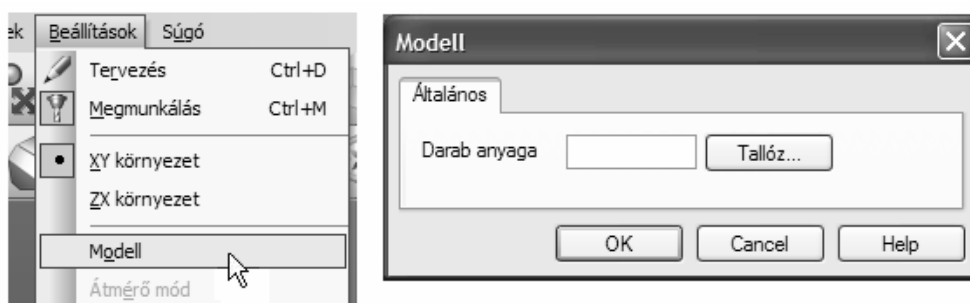 ek Beállítások Súgó
Tervezés Ctrl+D
Megmunkálás Ctrl+M
XY környezet
ZX környezet
Modell
Átmérő mód
Modell
Általános
Darab anyaga Tallóz...
OK Cancel Help